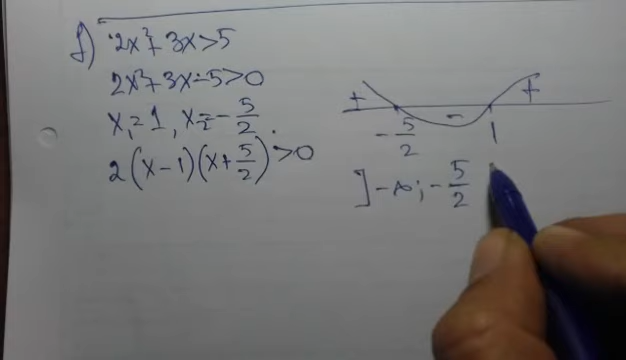 f) 2x²+3x>5
2x²+3x-5>0
x₁=1, x₂=-5/2.
2(x-1)(x+5/2)>0
+ - +
-5/2 1
]-∞;-5/2